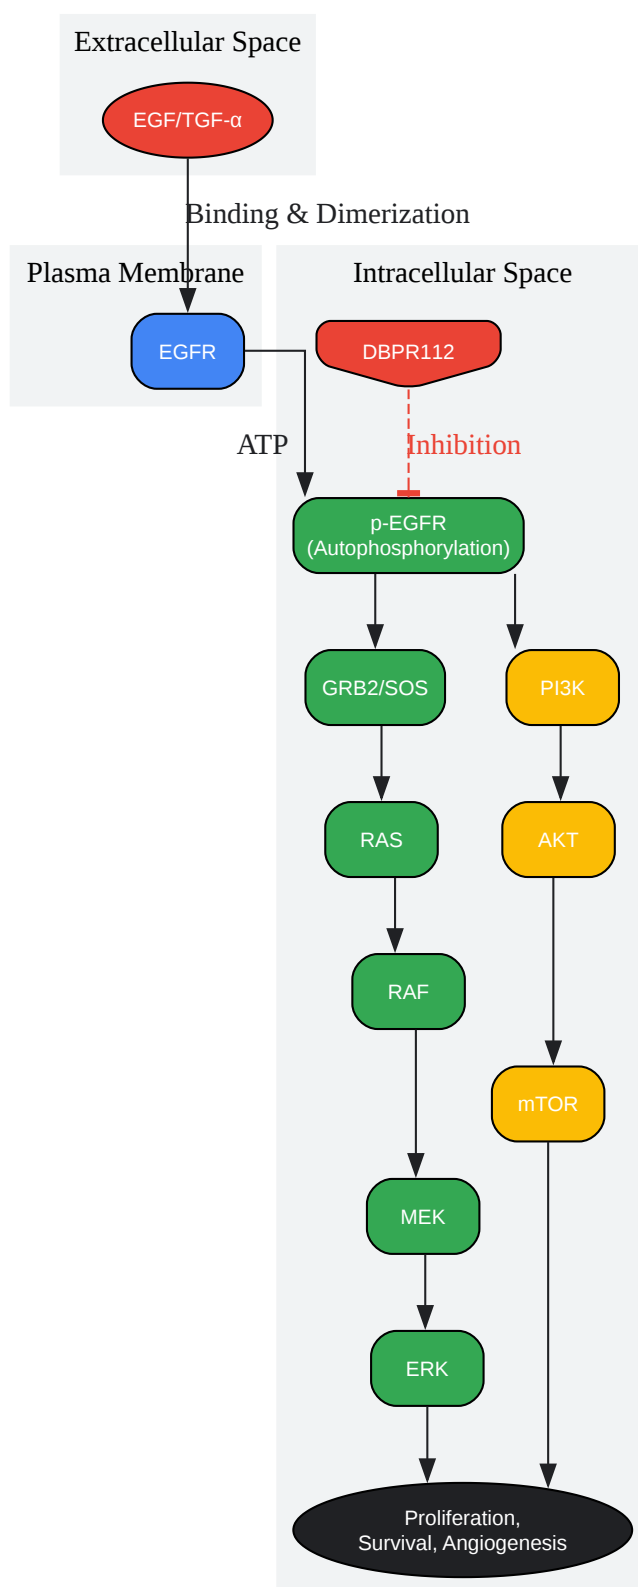 Extracellular Space
EGF/TGF-α
Binding & Dimerization
Plasma Membrane
Intracellular Space
EGFR
DBPR112
ATP
Inhibition
p-EGFR
(Autophosphorylation)
GRB2/SOS
PI3K
RAS
AKT
RAF
mTOR
MEK
ERK
Proliferation,
Survival, Angiogenesis